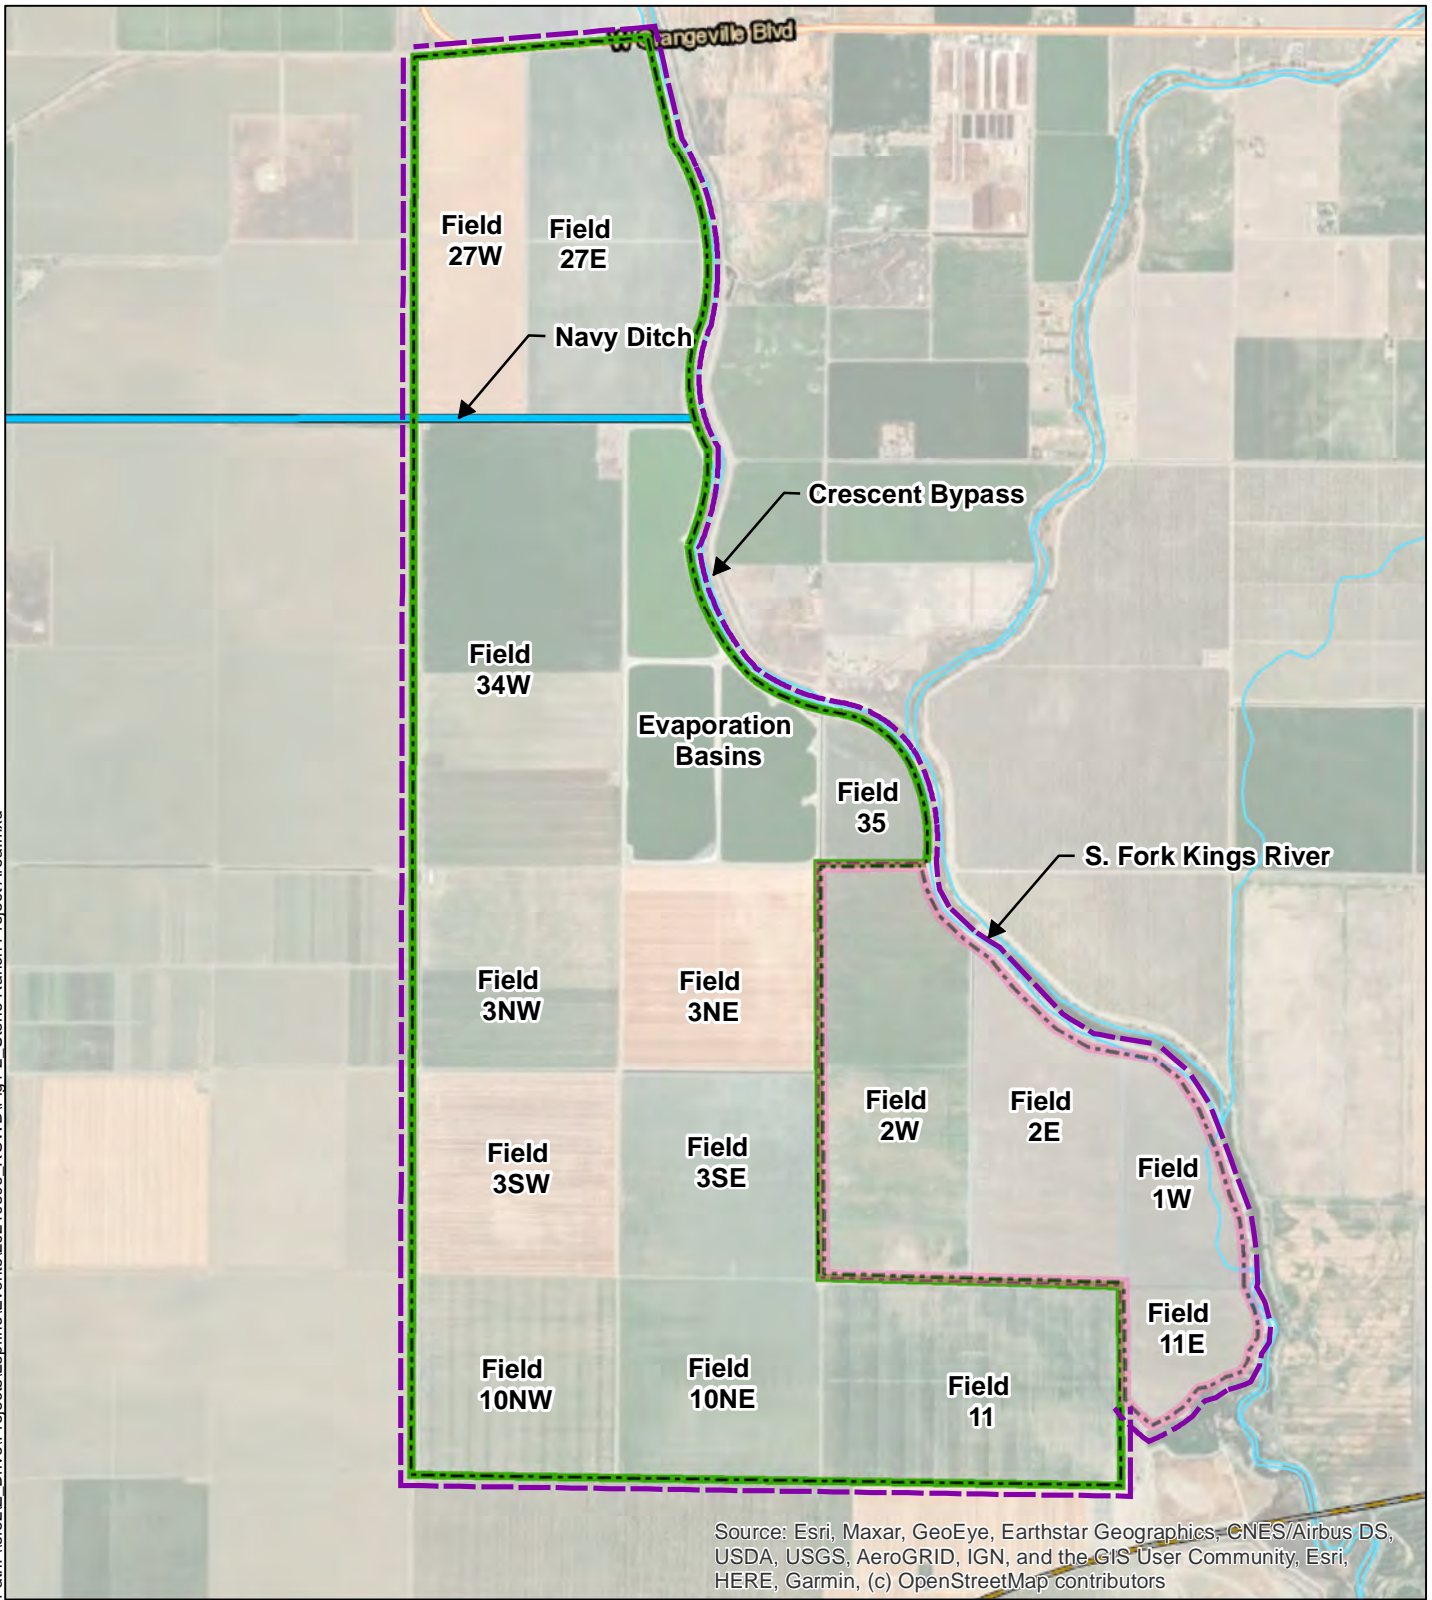 Blvd
Field
27W
Field
27E
Navy Ditch
Crescent Bypass
Field
34W
Evaporation
Basins
Field
35
S. Fork Kings River
Field
3NW
Field
3NE
Field
2W
Field
2E
Field
3SW
Field
3SE
Field
1W
Field
11E
Field
10NW
Field
10NE
Field
11
Source: Esri, Maxar, GeoEye, Earthstar Geographics, CNES/Airbus DS,
USDA, USGS, AeroGRID, IGN, and the GIS User Community, Esri,
HERE, Garmin, (c) OpenStreetMap contributors